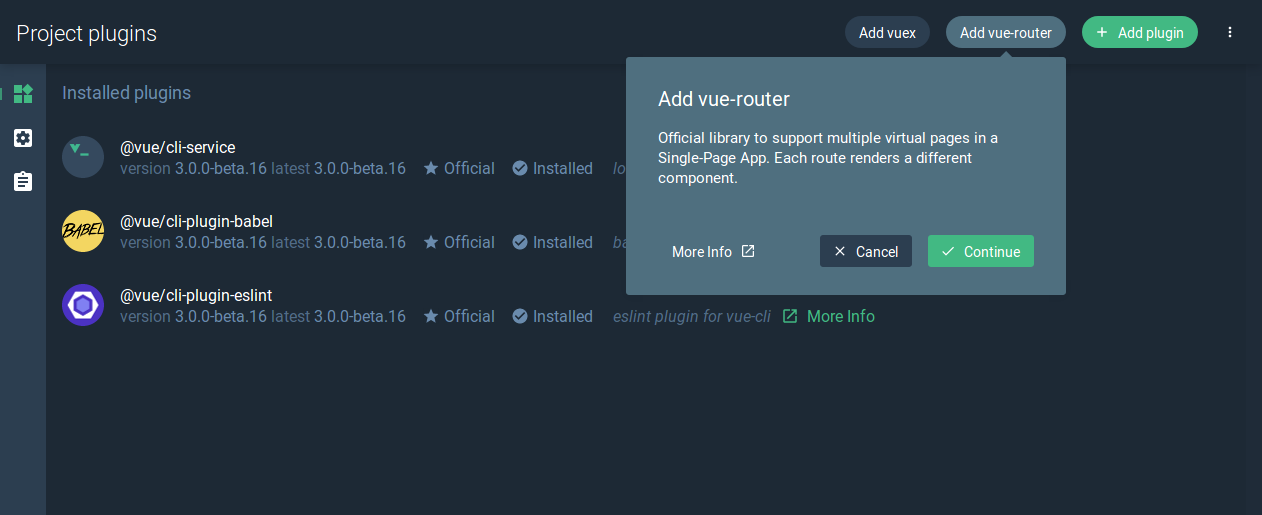 Project plugins
Add vuex
Add vue-router
Add plugin
Installed plugins
@vue/cli-service
version 3.0.0-beta.16 latest 3.0.0-beta.16 Official Installed lo
BABEL
@vue/cli-plugin-babel
version 3.0.0-beta.16 latest 3.0.0-beta.16 Official Installed ba
@vue/cli-plugin-eslint
version 3.0.0-beta.16 latest 3.0.0-beta.16 Official Installed eslint plugin for vue-cli More Info
Add vue-router
Official library to support multiple virtual pages in a
Single-Page App. Each route renders a different
component.
More Info
Cancel
Continue